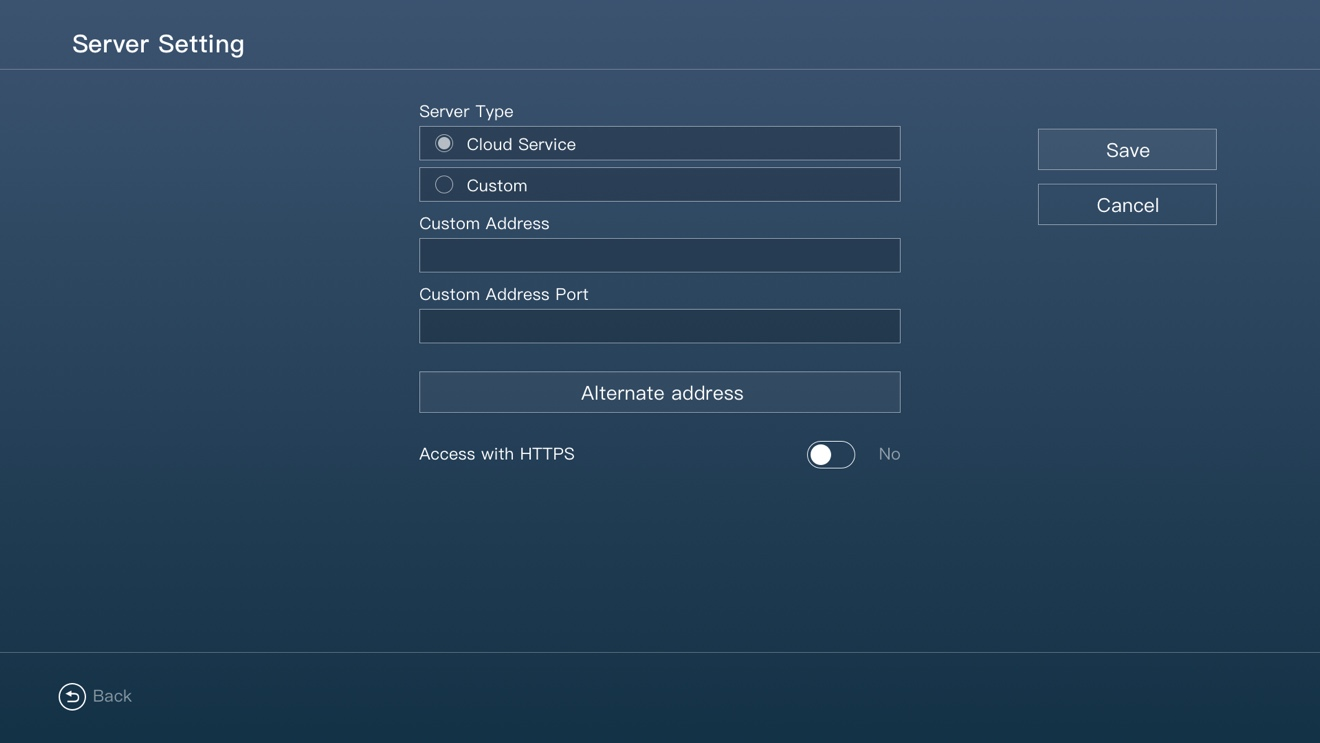 Server Setting
Server Type
Cloud Service
Custom
Custom Address
Custom Address Port
Alternate address
Access with HTTPS
No
Save
Cancel
Back